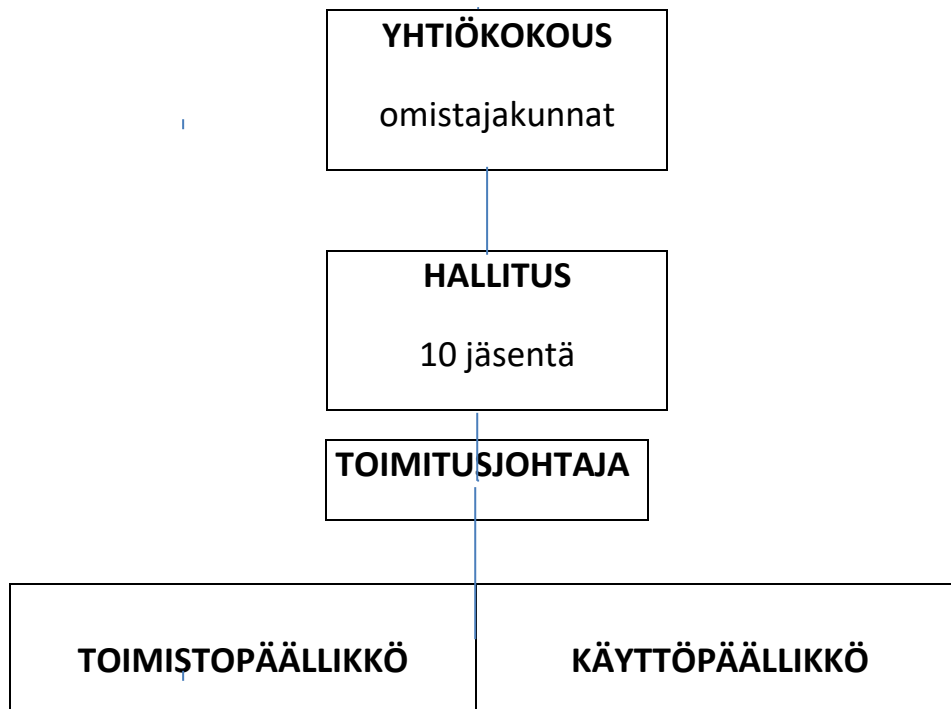 YHTIÖKOKOUS
omistajakunnat
HALLITUS
10 jäsentä
TOIMITUSJOHTAJA
TOIMISTOPÄÄLLIKKÖ
KÄYTTÖPÄÄLLIKKÖ